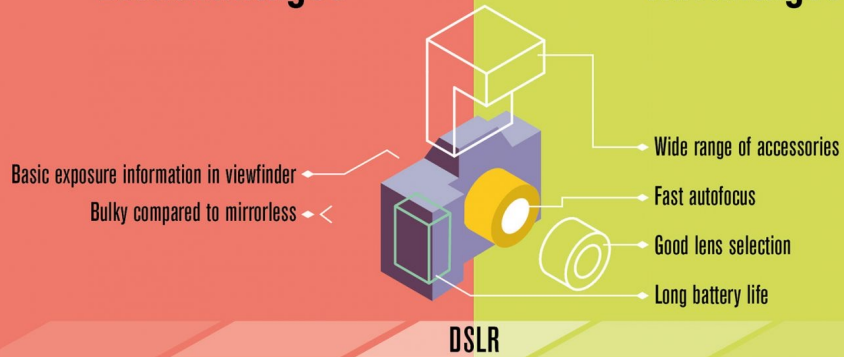 Basic exposure information in viewfinder
Bulky compared to mirrorless
Wide range of accessories
Fast autofocus
Good lens selection
Long battery life
DSLR